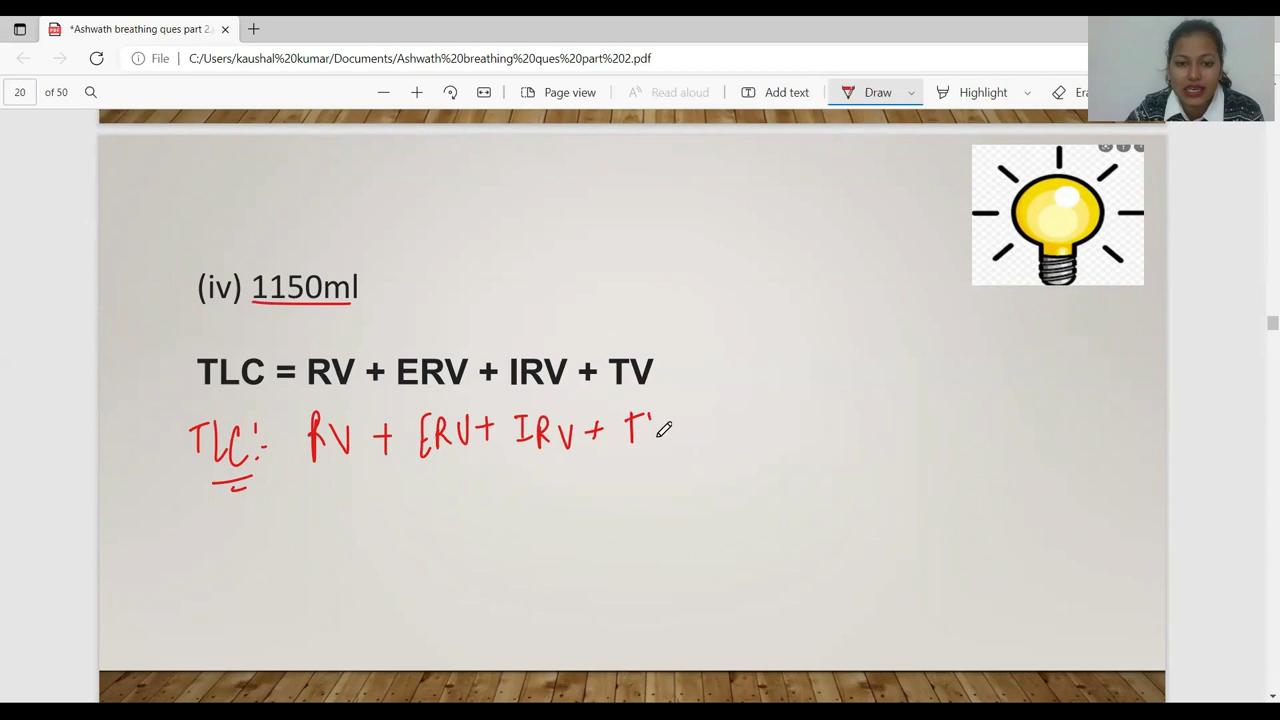 *Ashwath breathing ques part 2.
File C:/Users/kaushal%20kumar/Documents/Ashwath%20breathing%20ques%20part%202.pdf
20 of 50 Page view Read aloud Add text Draw Highlight
(iv) 1150ml
TLC = RV + ERV + IRV + TV
TLC:- RV + ERV + IRV + T